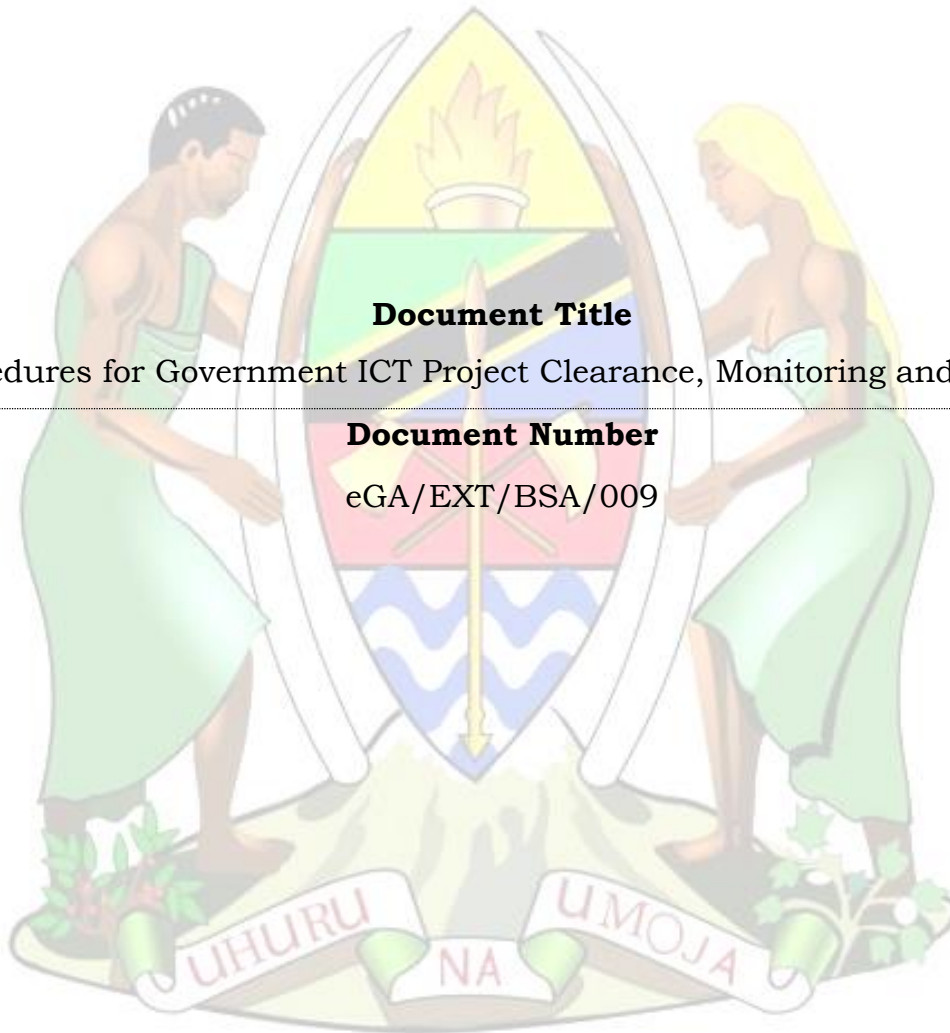 Document Title
edures for Government ICT Project Clearance, Monitoring and
Document Number
eGA/EXT/BSA/009
UHURU NA UMOJA